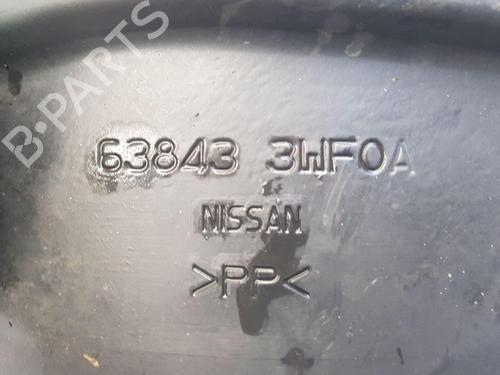 B-PARTS
63843 3WF0A
NISSAN
>PP<